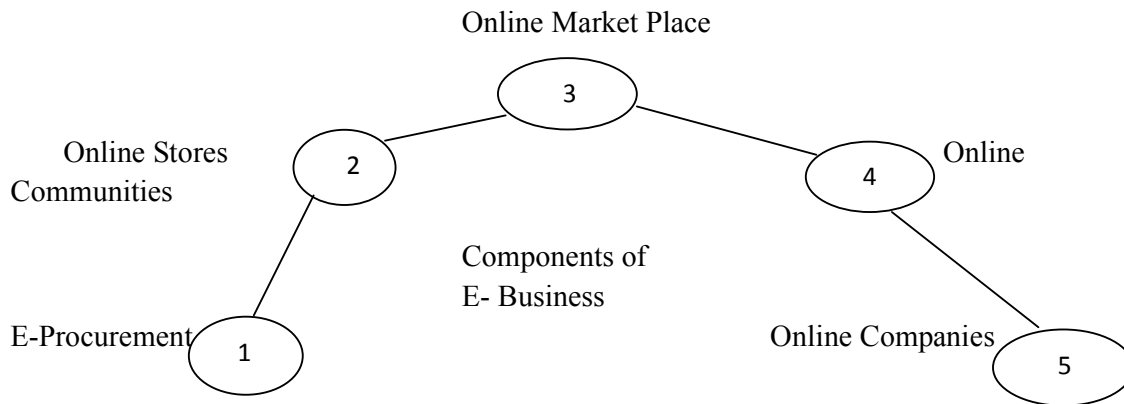 Online Market Place
3
Online Stores
2
4
Online
Communities
Components of
E- Business
E-Procurement
1
Online Companies
5